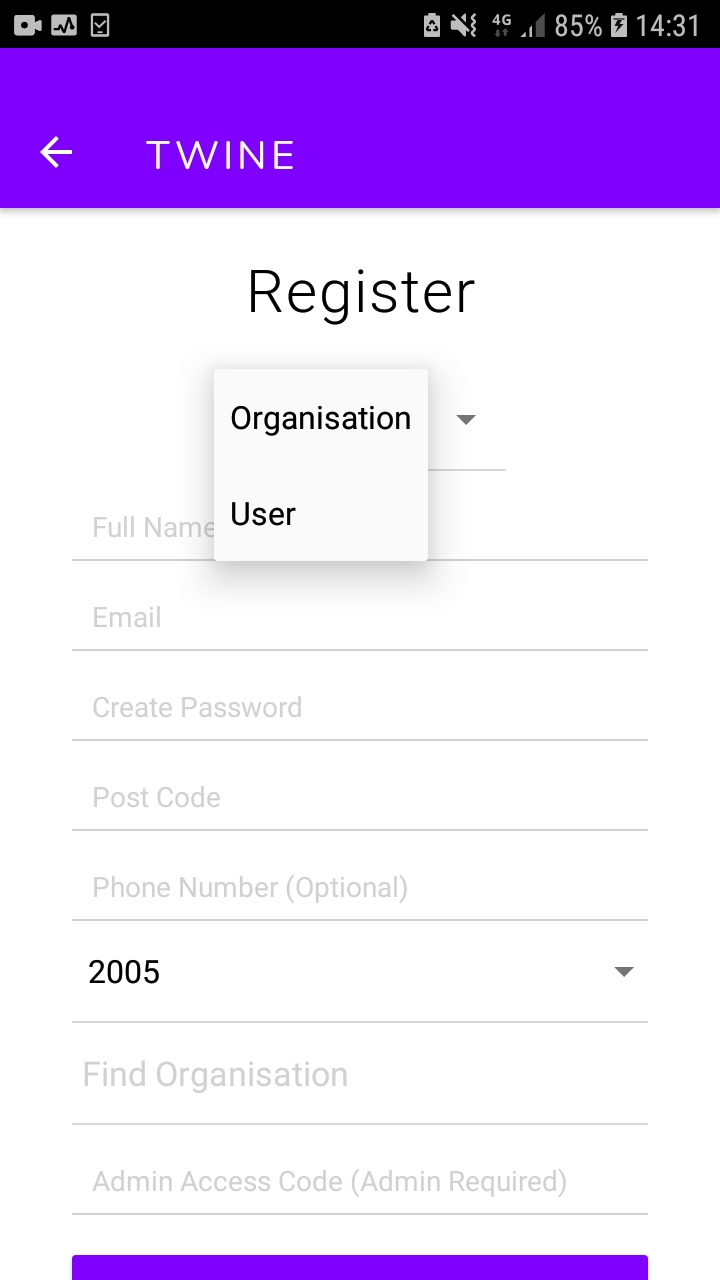 4G 85% 14:31
TWINE
Register
Organisation
User
Full Name
Email
Create Password
Post Code
Phone Number (Optional)
2005
Find Organisation
Admin Access Code (Admin Required)